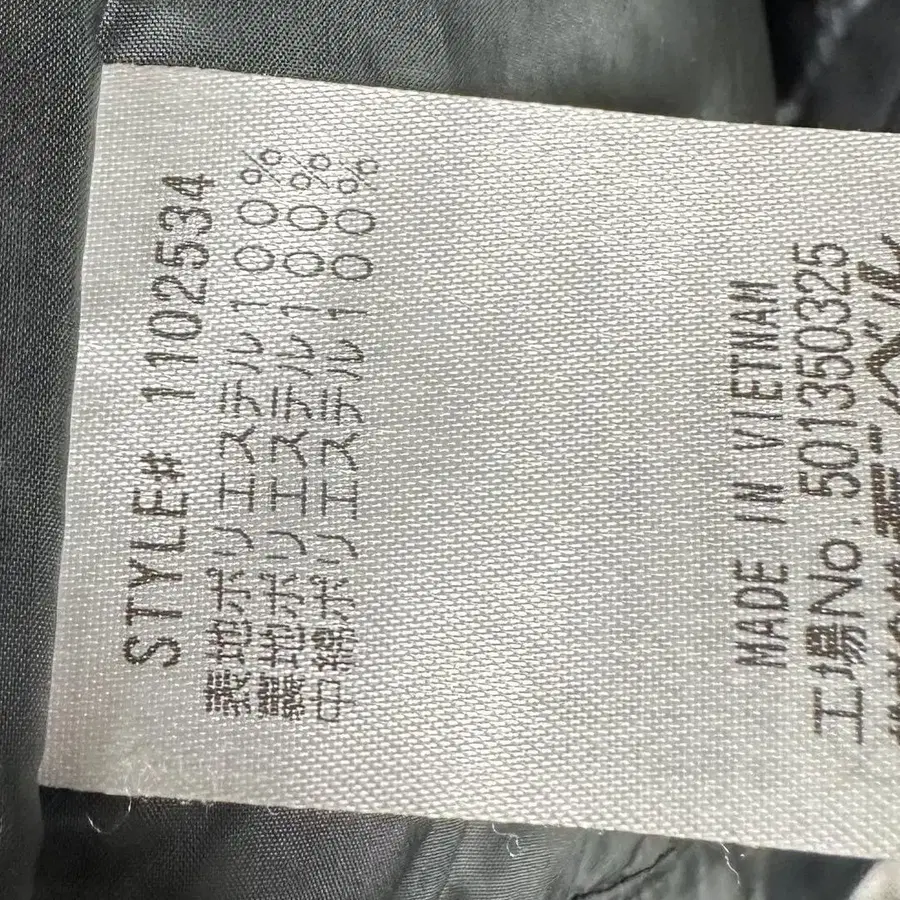 STYLE# 1102534
表地ポリエステル100%
裏地ポリエステル100%
中綿ポリエステル100%
MADE IN VIETNAM
工場No. 501350325